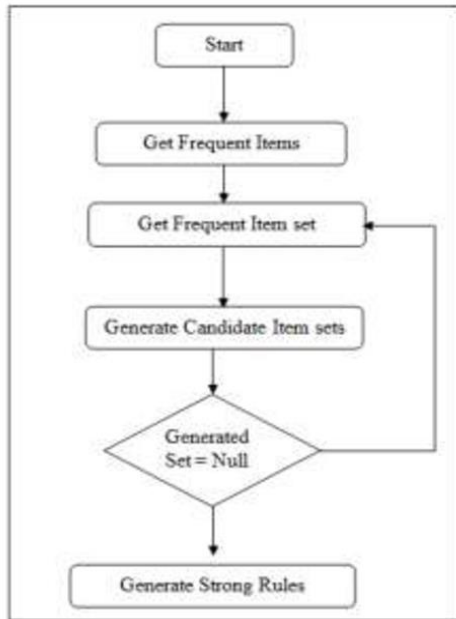 Start
Get Frequent Items
Get Frequent Item set
Generate Candidate Item sets
Generated
Set = Null
Generate Strong Rules